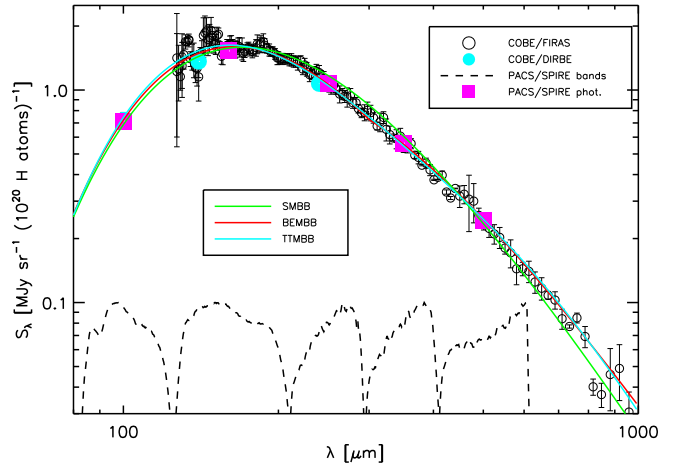 COBE/FIRAS
COBE/DIRBE
PACS/SPIRE bands
PACS/SPIRE phot.
1.0
SMBB
BEMBB
TTMBB
0.1
S_λ [MJy sr⁻¹ (10²⁰ H atoms)⁻¹]
100
1000
λ [μm]